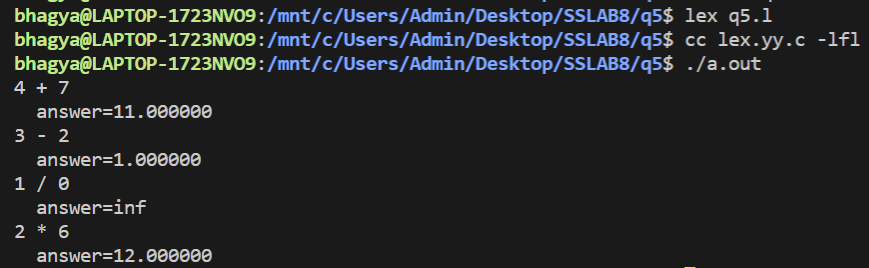 bhagya@LAPTOP-1723NVO9:/mnt/c/Users/Admin/Desktop/SSLAB8/q5$ lex q5.l
bhagya@LAPTOP-1723NVO9:/mnt/c/Users/Admin/Desktop/SSLAB8/q5$ cc lex.yy.c -lfl
bhagya@LAPTOP-1723NVO9:/mnt/c/Users/Admin/Desktop/SSLAB8/q5$ ./a.out
4 + 7
  answer=11.000000
3 - 2
  answer=1.000000
1 / 0
  answer=inf
2 * 6
  answer=12.000000